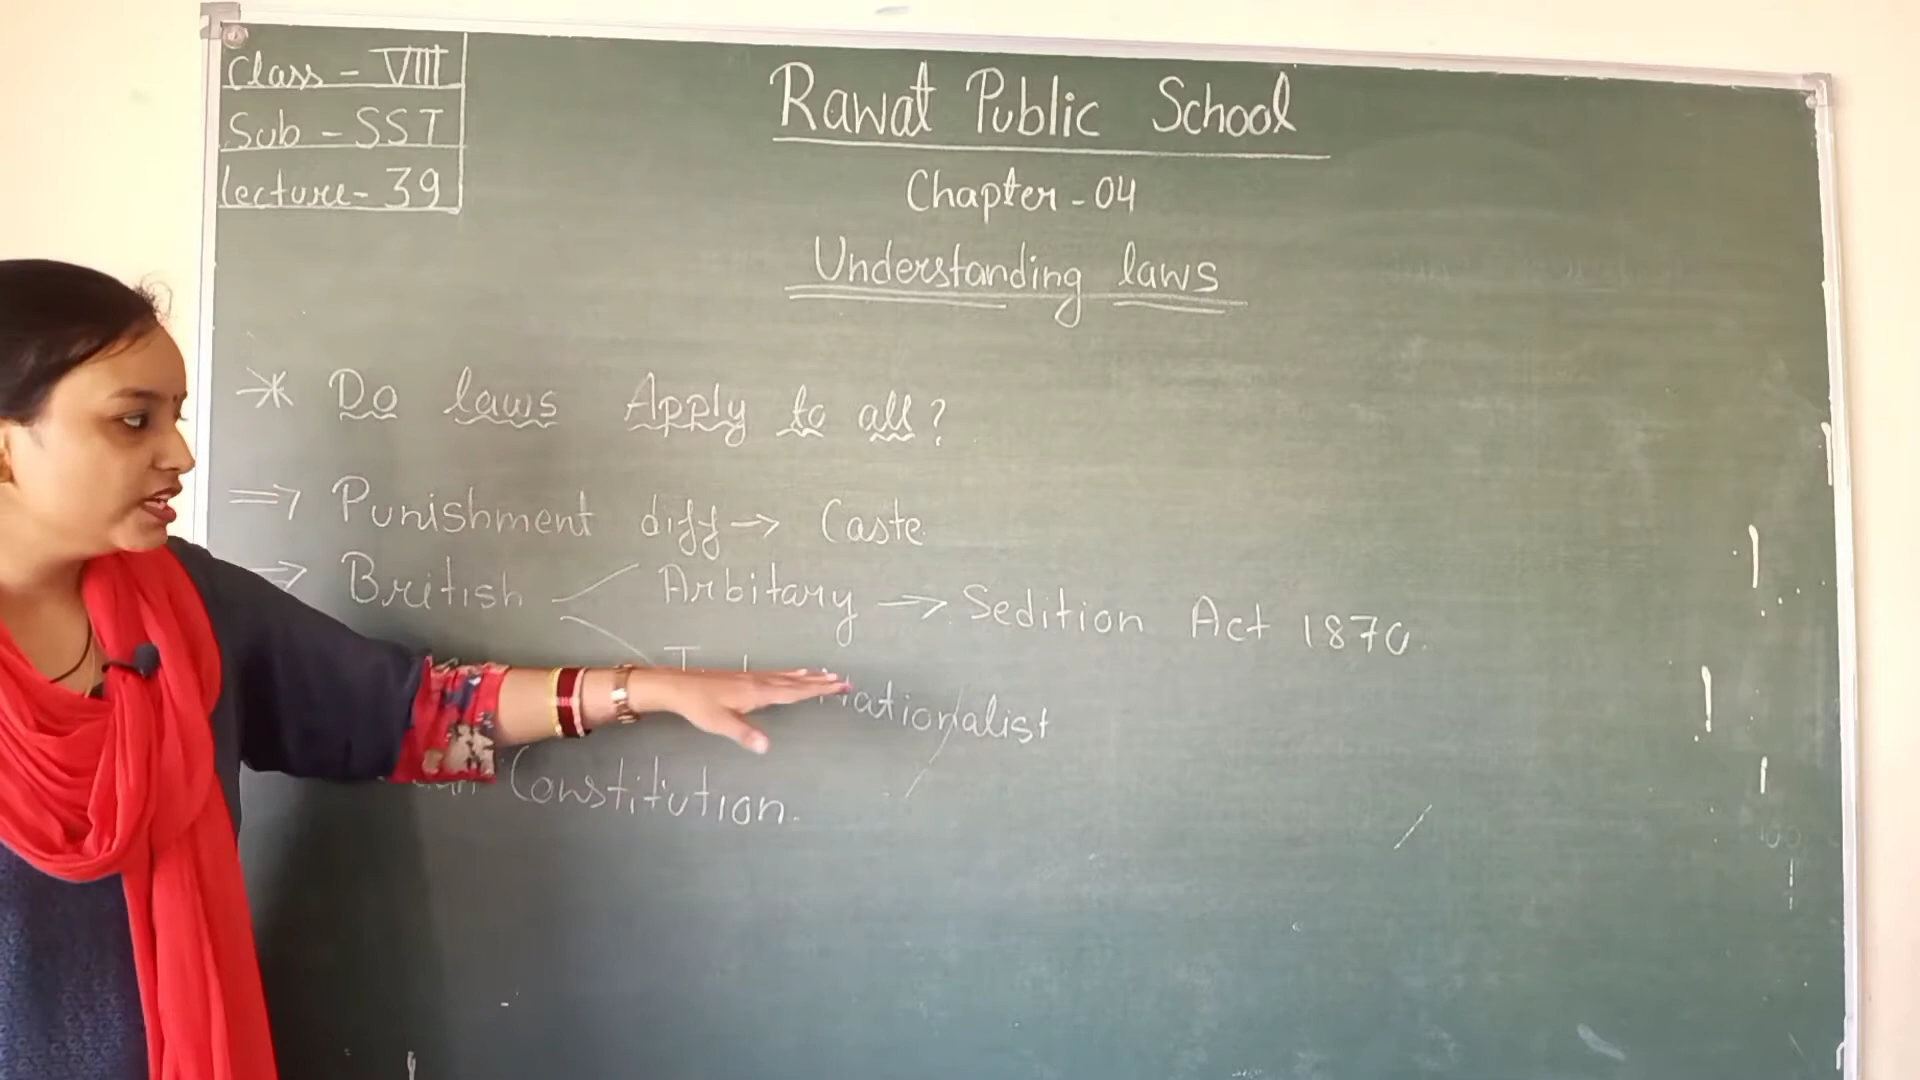 Class - VIII
Sub - SST
Lecture - 39
Rawat Public School
Chapter - 04
Understanding laws
Do laws Apply to all?
⇒ Punishment diff → Caste
⇒ British Arbitary → Sedition Act 1870.
Nationalist
Constitution.